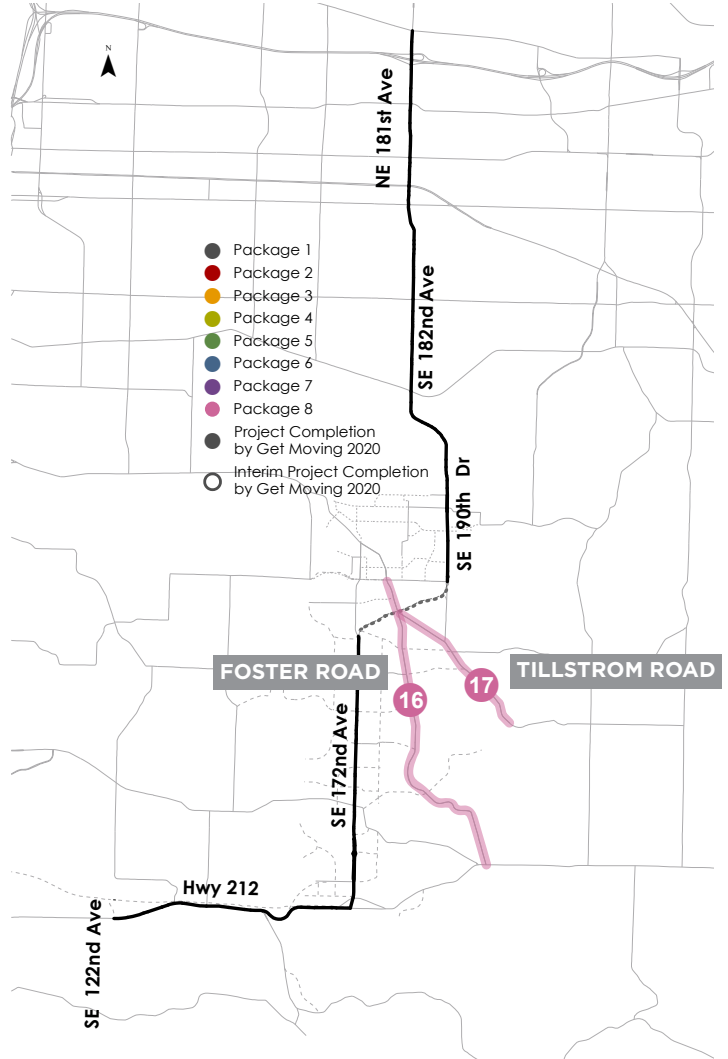 N
NE 181st Ave
Package 1
Package 2
Package 3
Package 4
Package 5
Package 6
Package 7
Package 8
Project Completion
by Get Moving 2020
Interim Project Completion
by Get Moving 2020
SE 182nd Ave
SE 190th Dr
FOSTER ROAD
TILLSTROM ROAD
16
17
SE 172nd Ave
Hwy 212
SE 122nd Ave